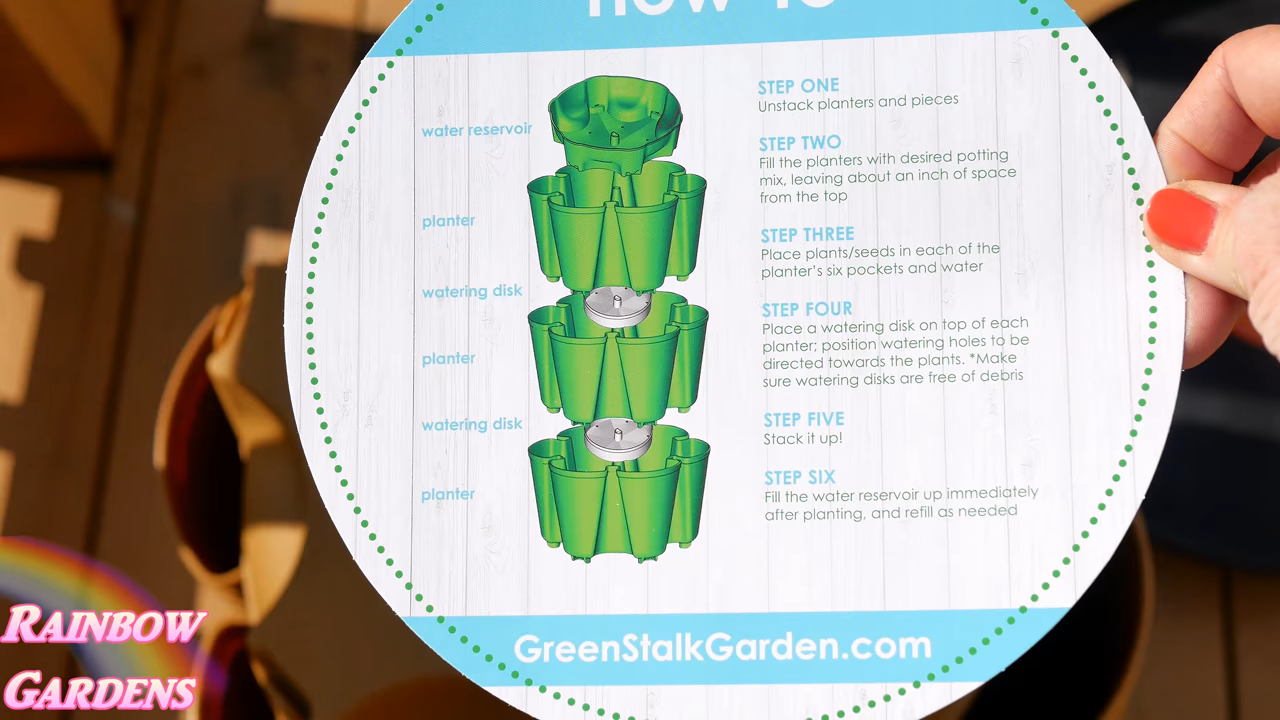 how to
water reservoir
planter
watering disk
planter
watering disk
planter
STEP ONE
Unstack planters and pieces
STEP TWO
Fill the planters with desired potting
mix, leaving about an inch of space
from the top
STEP THREE
Place plants/seeds in each of the
planter's six pockets and water
STEP FOUR
Place a watering disk on top of each
planter; position watering holes to be
directed towards the plants. *Make
sure watering disks are free of debris
STEP FIVE
Stack it up!
STEP SIX
Fill the water reservoir up immediately
after planting, and refill as needed
GreenStalkGarden.com
RAINBOW
GARDENS